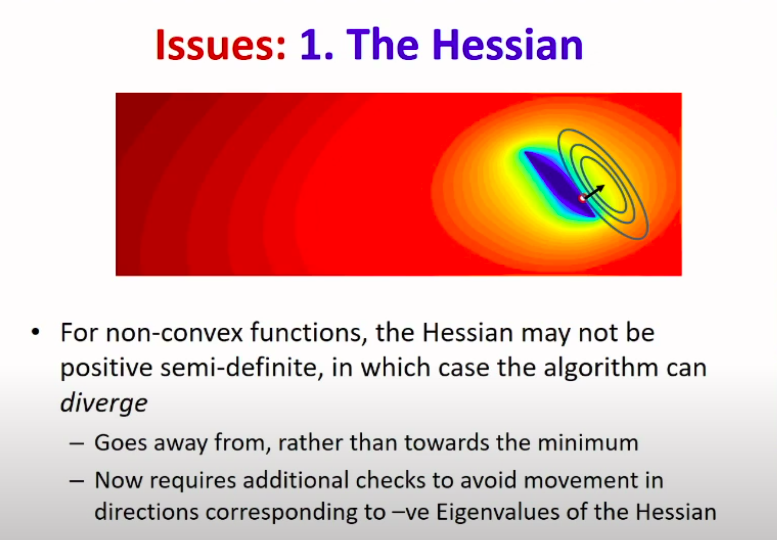 Issues: 1. The Hessian
• For non-convex functions, the Hessian may not be
positive semi-definite, in which case the algorithm can
diverge
– Goes away from, rather than towards the minimum
– Now requires additional checks to avoid movement in
directions corresponding to –ve Eigenvalues of the Hessian